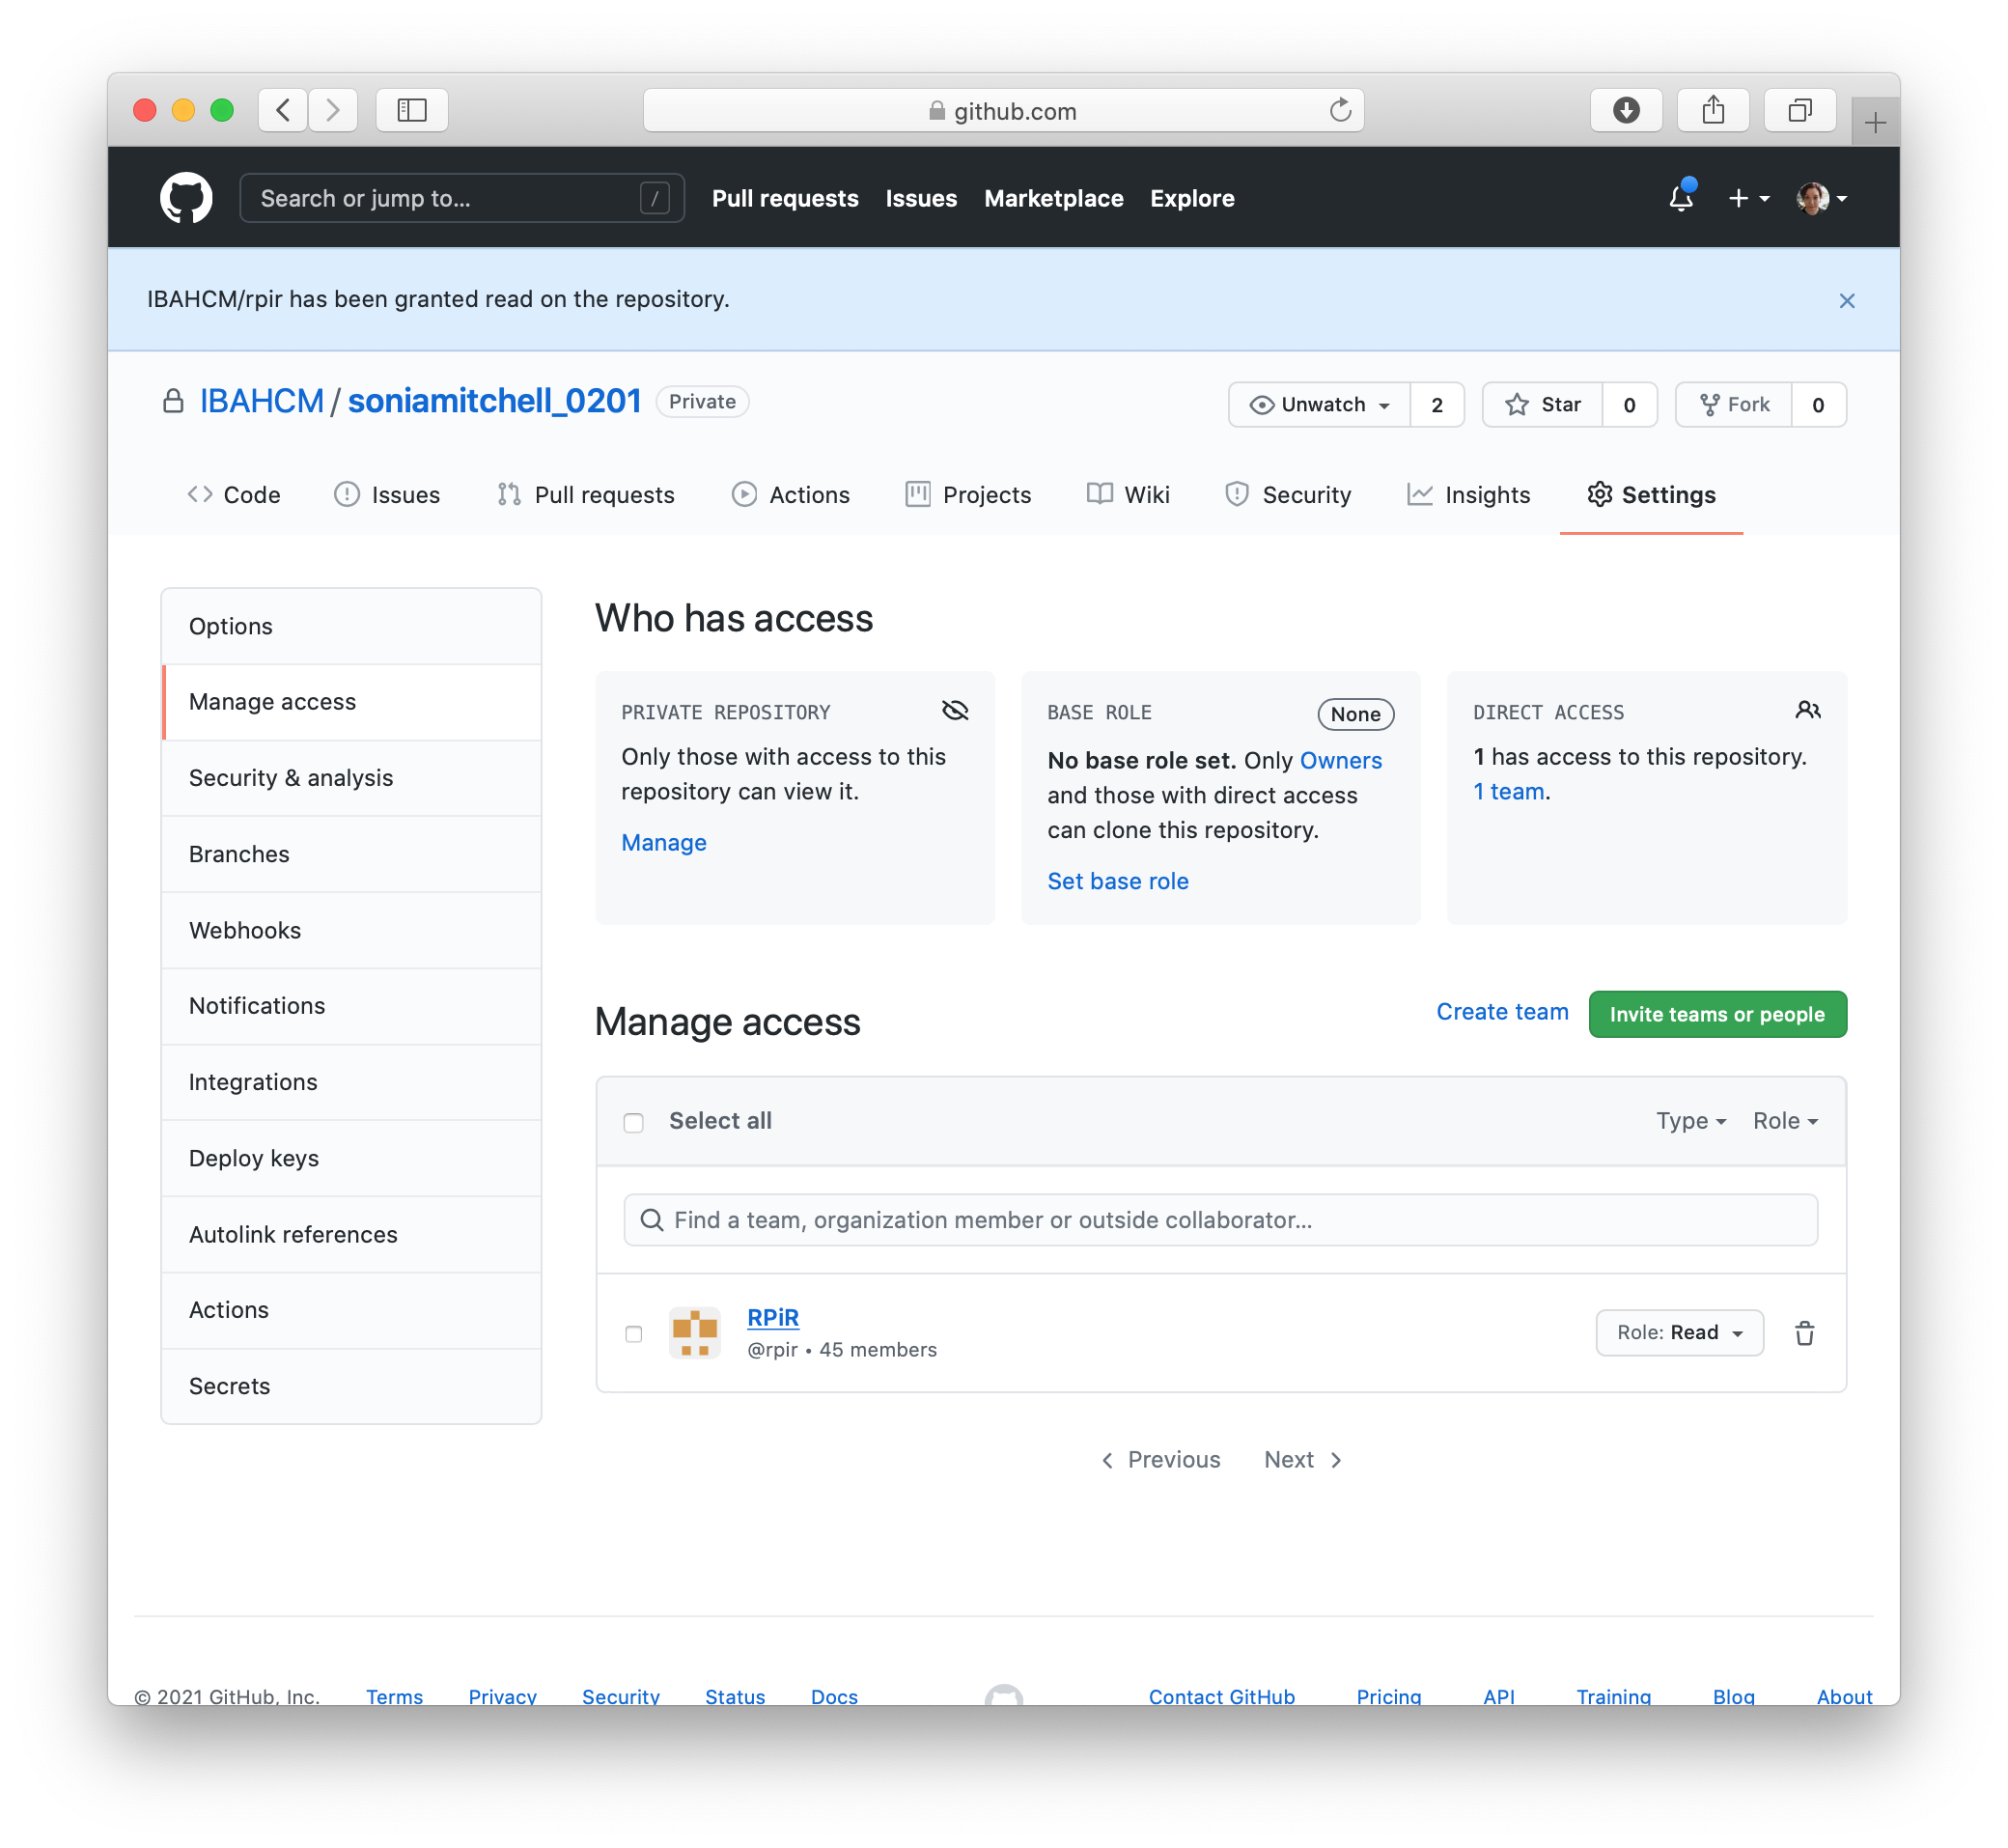 github.com
Search or jump to... /
Pull requests Issues Marketplace Explore
IBAHCM/rpir has been granted read on the repository.
IBAHCM / soniamitchell_0201 Private
Unwatch 2 Star 0 Fork 0
Code Issues Pull requests Actions Projects Wiki Security Insights Settings
Options
Manage access
Security & analysis
Branches
Webhooks
Notifications
Integrations
Deploy keys
Autolink references
Actions
Secrets
Who has access
PRIVATE REPOSITORY
Only those with access to this
repository can view it.
Manage
BASE ROLE None
No base role set. Only Owners
and those with direct access
can clone this repository.
Set base role
DIRECT ACCESS
1 has access to this repository.
1 team.
Manage access
Create team Invite teams or people
Select all Type Role
Find a team, organization member or outside collaborator...
RPiR
@rpir • 45 members
Role: Read
Previous Next
© 2021 GitHub, Inc. Terms Privacy Security Status Docs Contact GitHub Pricing API Training Blog About